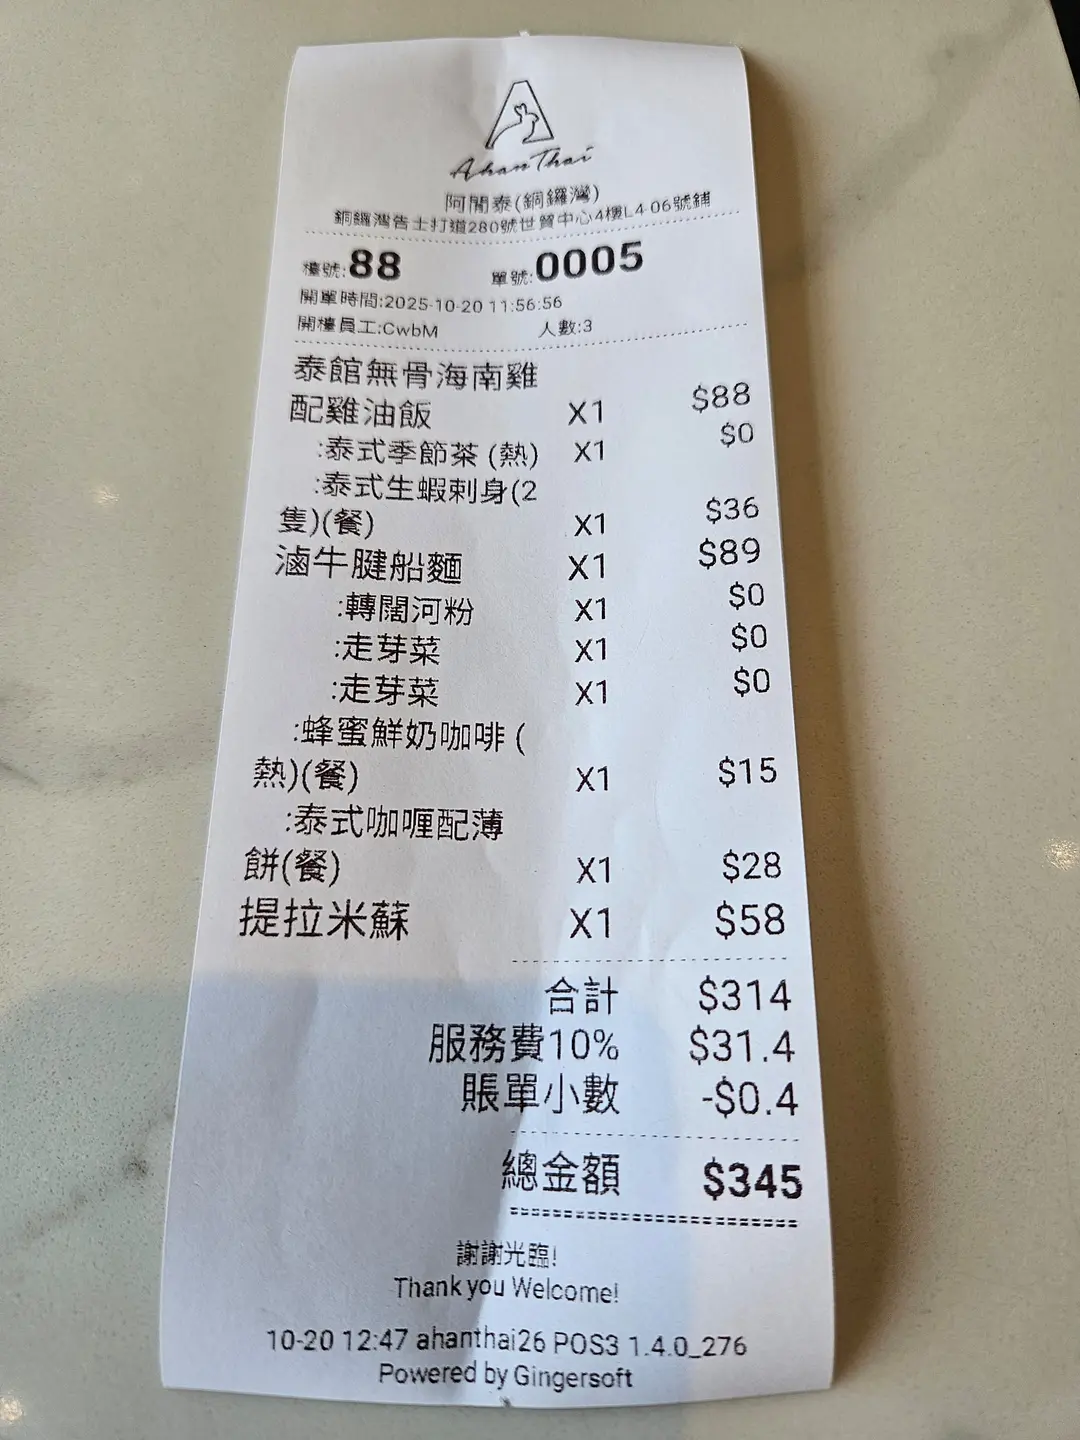 Ahan Thai
阿閒泰(銅鑼灣)
銅鑼灣告士打道280號世貿中心4樓L4-06號鋪
檯號:88 單號:0005
開單時間:2025-10-20 11:56:56
開檯員工:CwbM 人數:3
泰館無骨海南雞
配雞油飯 X1 $88
:泰式季節茶 (熱) X1 $0
:泰式生蝦刺身(2
隻)(餐) X1 $36
滷牛腱船麵 X1 $89
:轉闊河粉 X1 $0
:走芽菜 X1 $0
:走芽菜 X1 $0
:蜂蜜鮮奶咖啡 (
熱)(餐) X1 $15
:泰式咖喱配薄
餅(餐) X1 $28
提拉米蘇 X1 $58
合計 $314
服務費10% $31.4
賬單小數 -$0.4
總金額 $345
謝謝光臨!
Thank you Welcome!
10-20 12:47 ahanthai26 POS3 1.4.0_276
Powered by Gingersoft